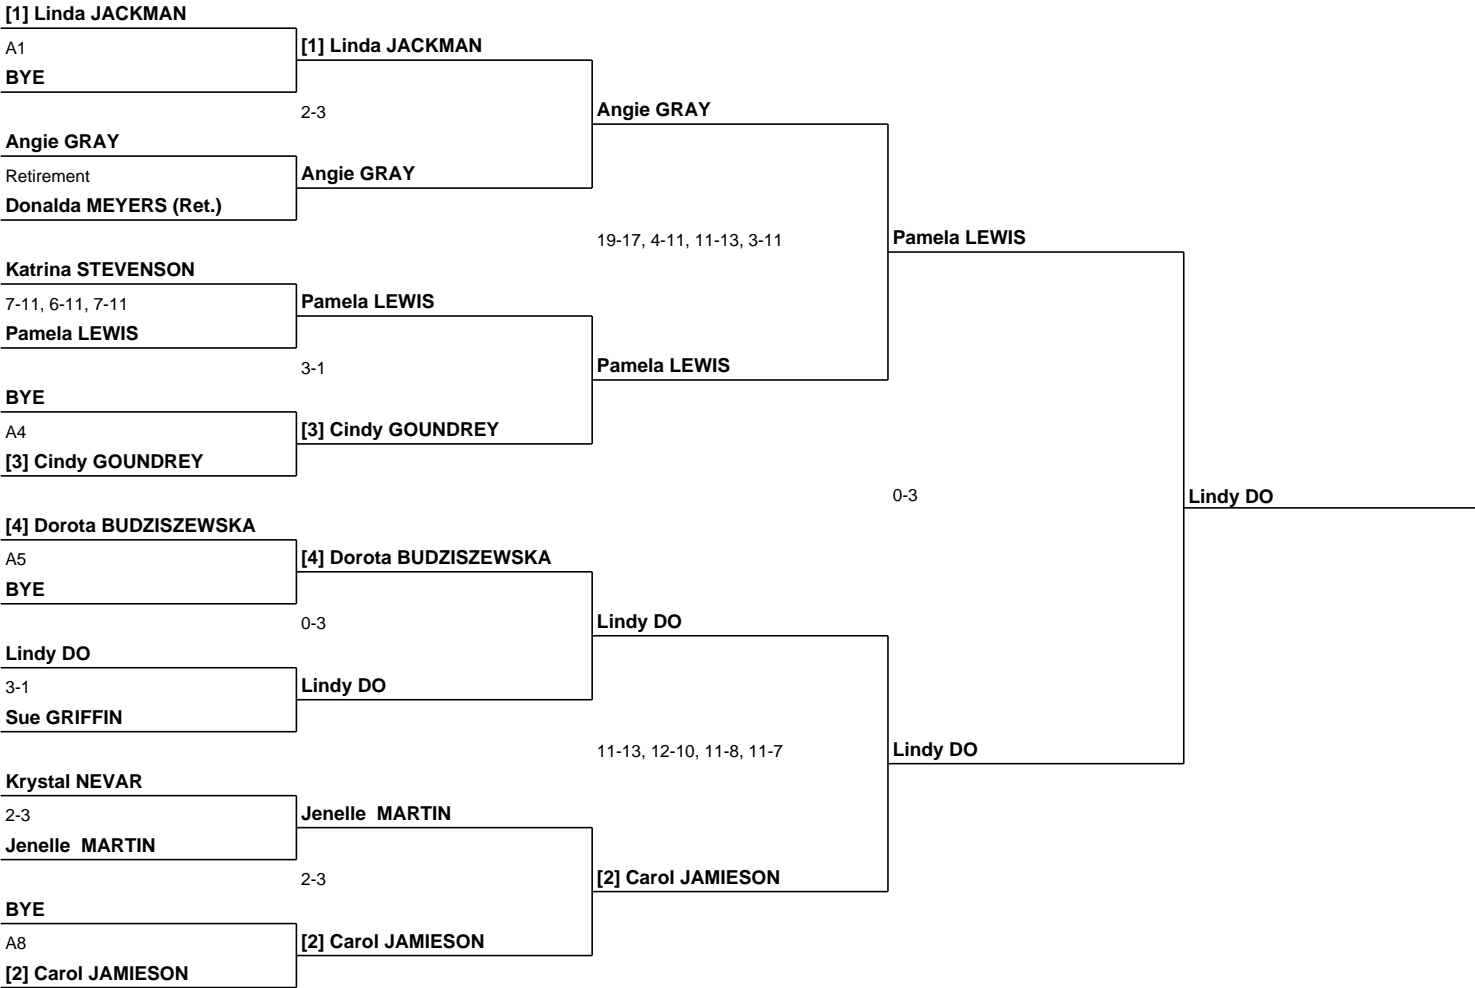 [1] Linda JACKMAN
A1
BYE
[1] Linda JACKMAN
2-3
Angie GRAY
Angie GRAY
Retirement
Donalda MEYERS (Ret.)
Angie GRAY
19-17, 4-11, 11-13, 3-11
Pamela LEWIS
Katrina STEVENSON
7-11, 6-11, 7-11
Pamela LEWIS
Pamela LEWIS
3-1
Pamela LEWIS
BYE
A4
[3] Cindy GOUNDREY
[3] Cindy GOUNDREY
0-3
Lindy DO
[4] Dorota BUDZISZEWSKA
A5
BYE
[4] Dorota BUDZISZEWSKA
0-3
Lindy DO
Lindy DO
3-1
Sue GRIFFIN
Lindy DO
11-13, 12-10, 11-8, 11-7
Lindy DO
Krystal NEVAR
2-3
Jenelle  MARTIN
Jenelle  MARTIN
2-3
[2] Carol JAMIESON
BYE
A8
[2] Carol JAMIESON
[2] Carol JAMIESON